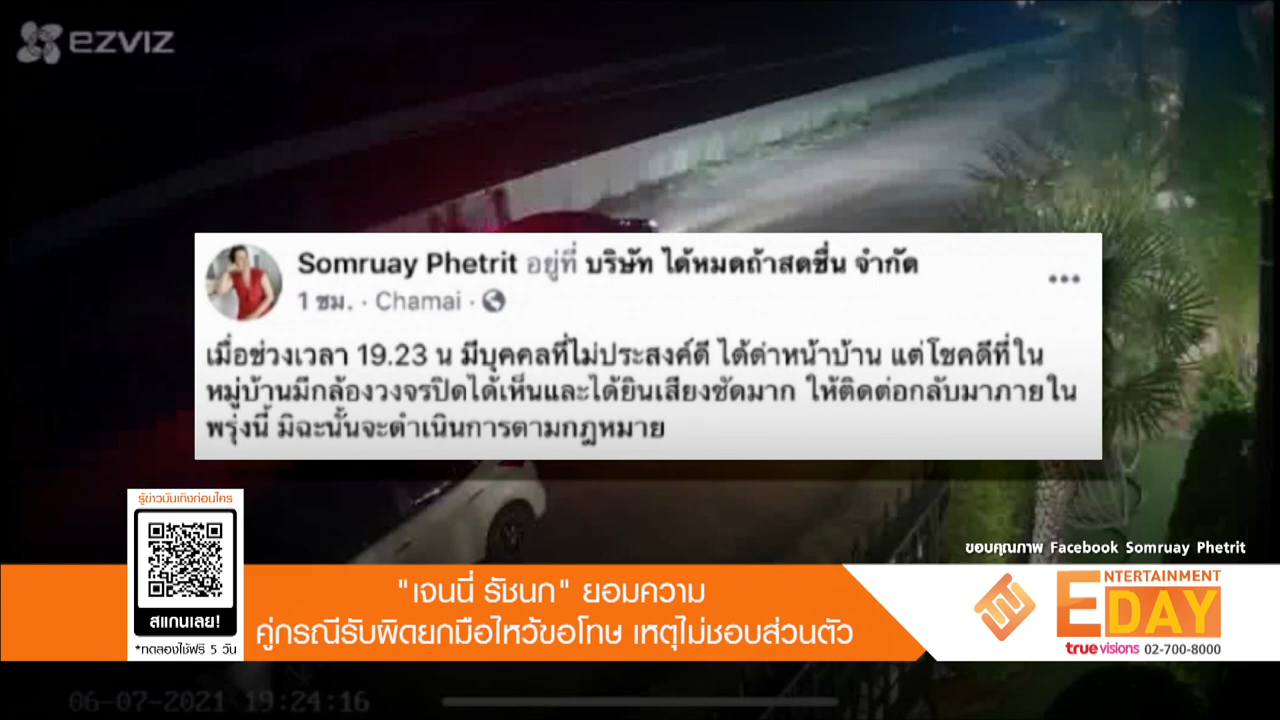 ezviz
Somruay Phetrit อยู่ที่ บริษัท ได้หมดถ้าสดชื่น จำกัด
1 ชม. · Chamai ·
เมื่อช่วงเวลา 19.23 น มีบุคคลที่ไม่ประสงค์ดี ได้ด่าหน้าบ้าน แต่โชคดีที่ใน
หมู่บ้านมีกล้องวงจรปิดได้เห็นและได้ยินเสียงชัดมาก ให้ติดต่อกลับมาภายใน
พรุ่งนี้ มิฉะนั้นจะดำเนินการตามกฎหมาย
รู้ข่าวบันเทิงก่อนใคร
สแกนเลย!
*ทดลองใช้ฟรี 5 วัน
"เจนนี่ รัชนก" ยอมความ
คู่กรณีรับผิดยกมือไหว้ขอโทษ เหตุไม่ชอบส่วนตัว
ขอบคุณภาพ Facebook Somruay Phetrit
ENTERTAINMENT
DAY
truevisions 02-700-8000
06-07-2021 19:24:16